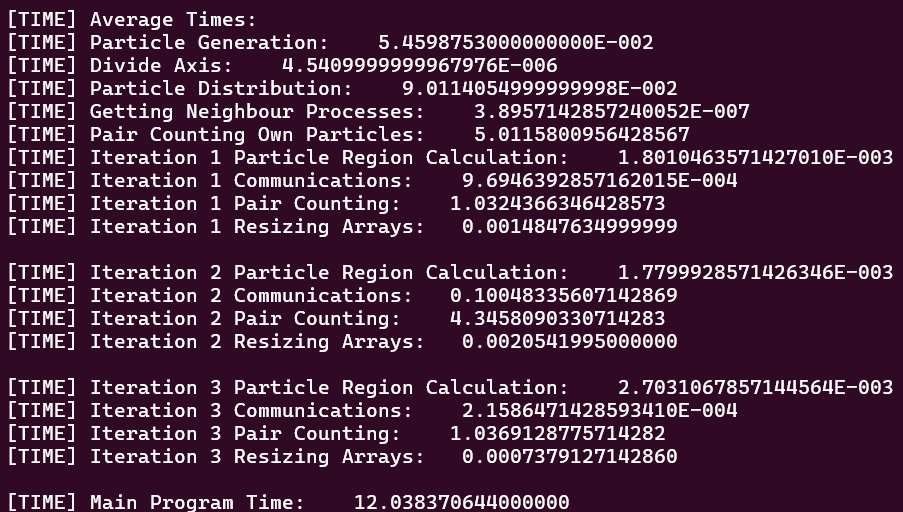 [TIME] Average Times:
[TIME] Particle Generation:    5.4598753000000000E-002
[TIME] Divide Axis:    4.5409999999967976E-006
[TIME] Particle Distribution:    9.0114054999999998E-002
[TIME] Getting Neighbour Processes:    3.8957142857240052E-007
[TIME] Pair Counting Own Particles:    5.0115800956428567
[TIME] Iteration 1 Particle Region Calculation:    1.8010463571427010E-003
[TIME] Iteration 1 Communications:    9.6946392857162015E-004
[TIME] Iteration 1 Pair Counting:    1.0324366346428573
[TIME] Iteration 1 Resizing Arrays:   0.0014847634999999
[TIME] Iteration 2 Particle Region Calculation:    1.7799928571426346E-003
[TIME] Iteration 2 Communications:   0.10048335607142869
[TIME] Iteration 2 Pair Counting:    4.3458090330714283
[TIME] Iteration 2 Resizing Arrays:   0.0020541995000000
[TIME] Iteration 3 Particle Region Calculation:    2.7031067857144564E-003
[TIME] Iteration 3 Communications:    2.1586471428593410E-004
[TIME] Iteration 3 Pair Counting:    1.0369128775714282
[TIME] Iteration 3 Resizing Arrays:   0.0007379127142860
[TIME] Main Program Time:    12.038370644000000